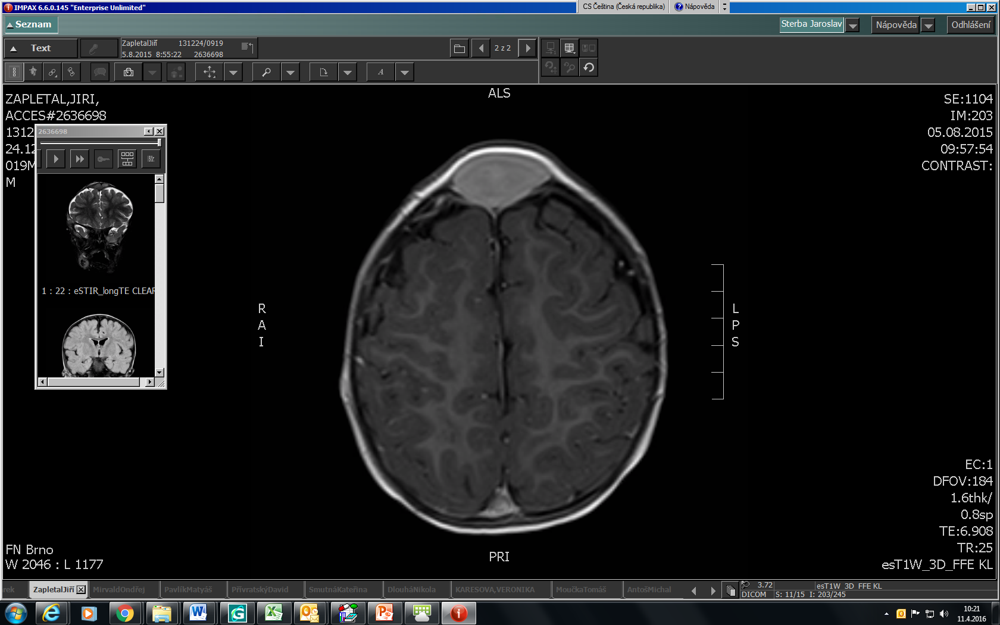 IMPAX 6.6.0.145 "Enterprise Unlimited"
CS Čeština (Česká republika)
Nápověda
Seznam
Sterba Jaroslav
Nápověda
Odhlášení
Text
ZapletalJiří 131224/0919
5.8.2015 8:55:22 2636698
2 z 2
A
ZAPLETAL,JIRI,
ACCES#2636698
1312
24.12
019M
M
2636698
1 : 22 : eSTIR_longTE CLEAR
ALS
R
A
I
L
P
S
PRI
SE:1104
IM:203
05.08.2015
09:57:54
CONTRAST:
EC:1
DFOV:184
1.6thk/
0.8sp
TE:6.908
TR:25
esT1W_3D_FFE KL
FN Brno
W 2046 : L 1177
rek
ZapletalJiří
MirvaldOndřej
PavlíkMatyáš
PřívratskýDavid
SmutnáKateřina
DlouháNikola
KARESOVA,VERONIKA
MoučkaTomáš
AntošMichal
3.72
esT1W 3D FFE KL
DICOM
S: 11/15 I: 203/245
10:21
11.4.2016